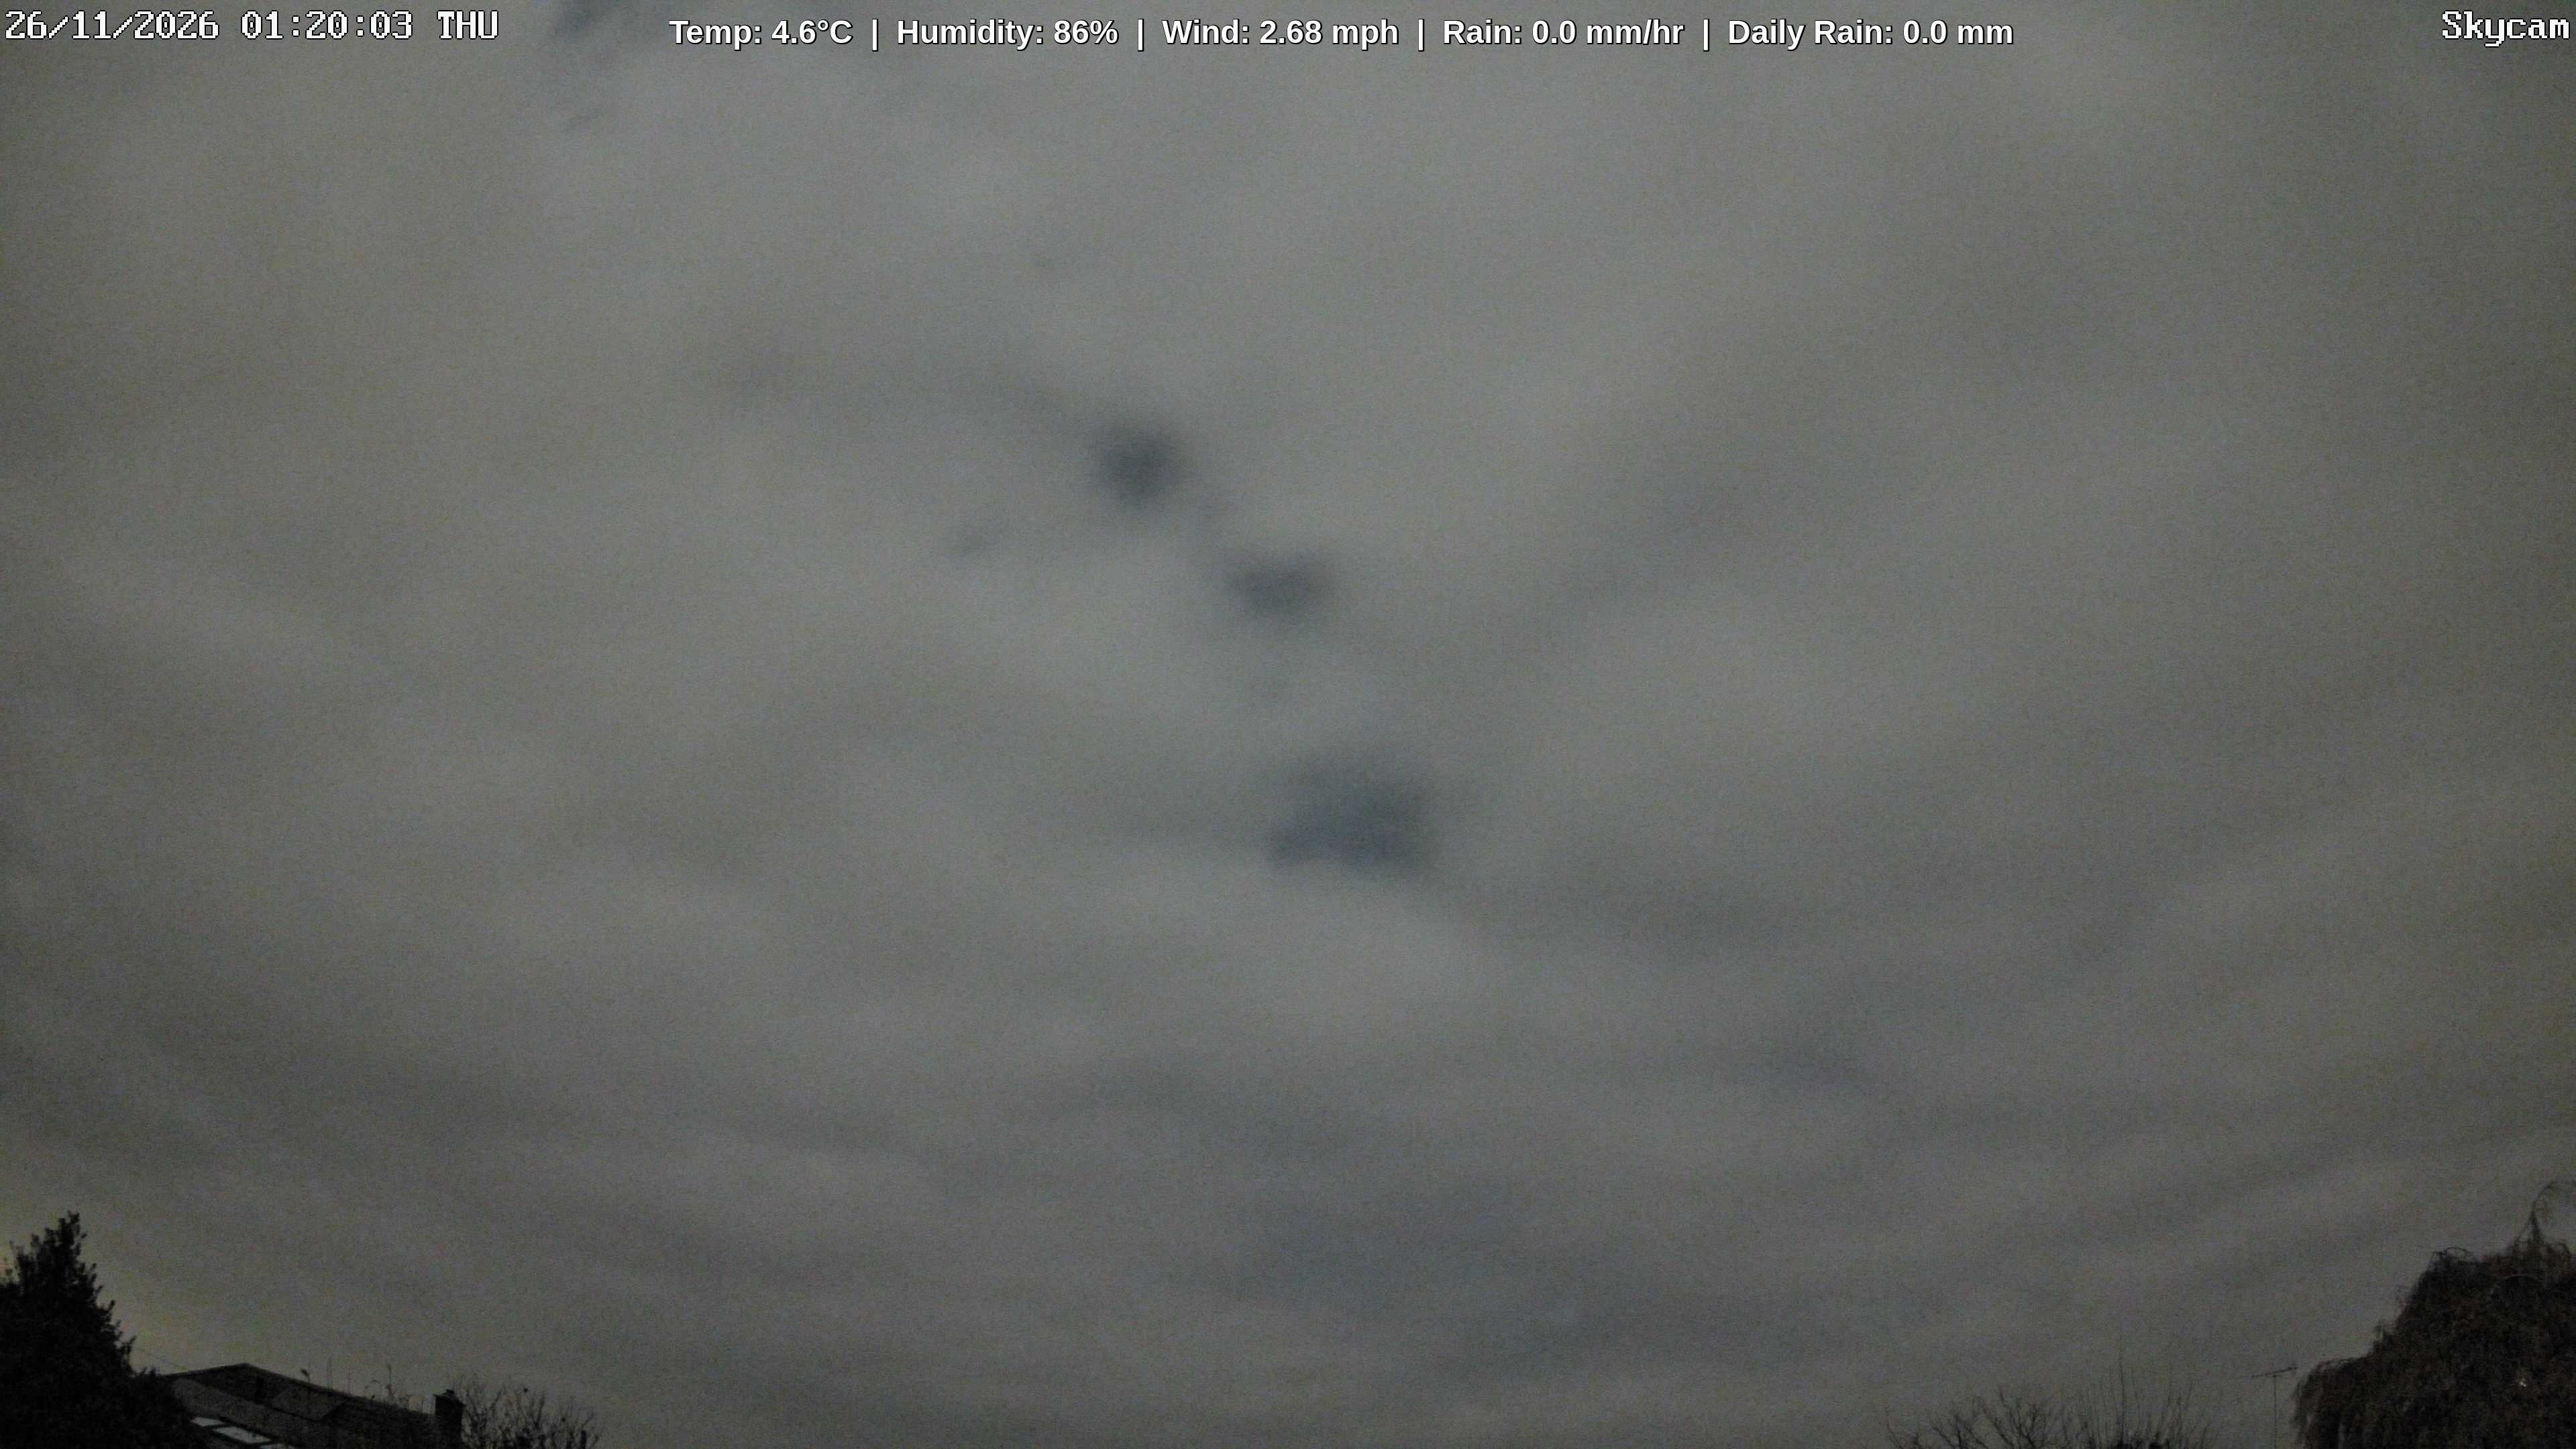 26/11/2026 01:20:03 THU
Temp: 4.6°C | Humidity: 86% | Wind: 2.68 mph | Rain: 0.0 mm/hr | Daily Rain: 0.0 mm
Skycam